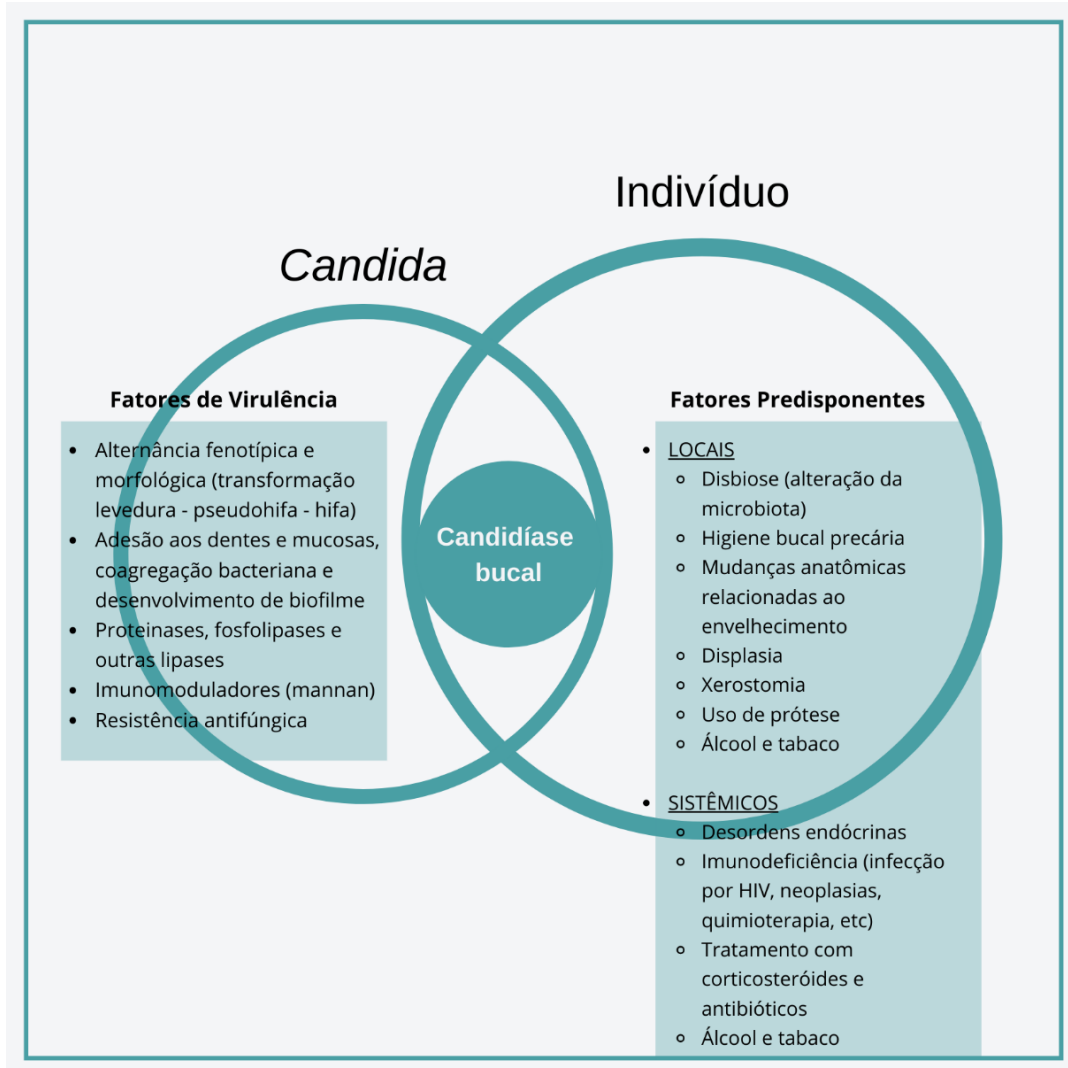 Indivíduo
Candida
Fatores de Virulência
• Alternância fenotípica e
morfológica (transformação
levedura - pseudohifa - hifa)
• Adesão aos dentes e mucosas,
coagregação bacteriana e
desenvolvimento de biofilme
• Proteinases, fosfolipases e
outras lipases
• Imunomoduladores (mannan)
• Resistência antifúngica
Candidíase
bucal
Fatores Predisponentes
• LOCAIS
◦ Disbiose (alteração da
microbiota)
◦ Higiene bucal precária
◦ Mudanças anatômicas
relacionadas ao
envelhecimento
◦ Displasia
◦ Xerostomia
◦ Uso de prótese
◦ Álcool e tabaco
• SISTÊMICOS
◦ Desordens endócrinas
◦ Imunodeficiência (infecção
por HIV, neoplasias,
quimioterapia, etc)
◦ Tratamento com
corticosteróides e
antibióticos
◦ Álcool e tabaco